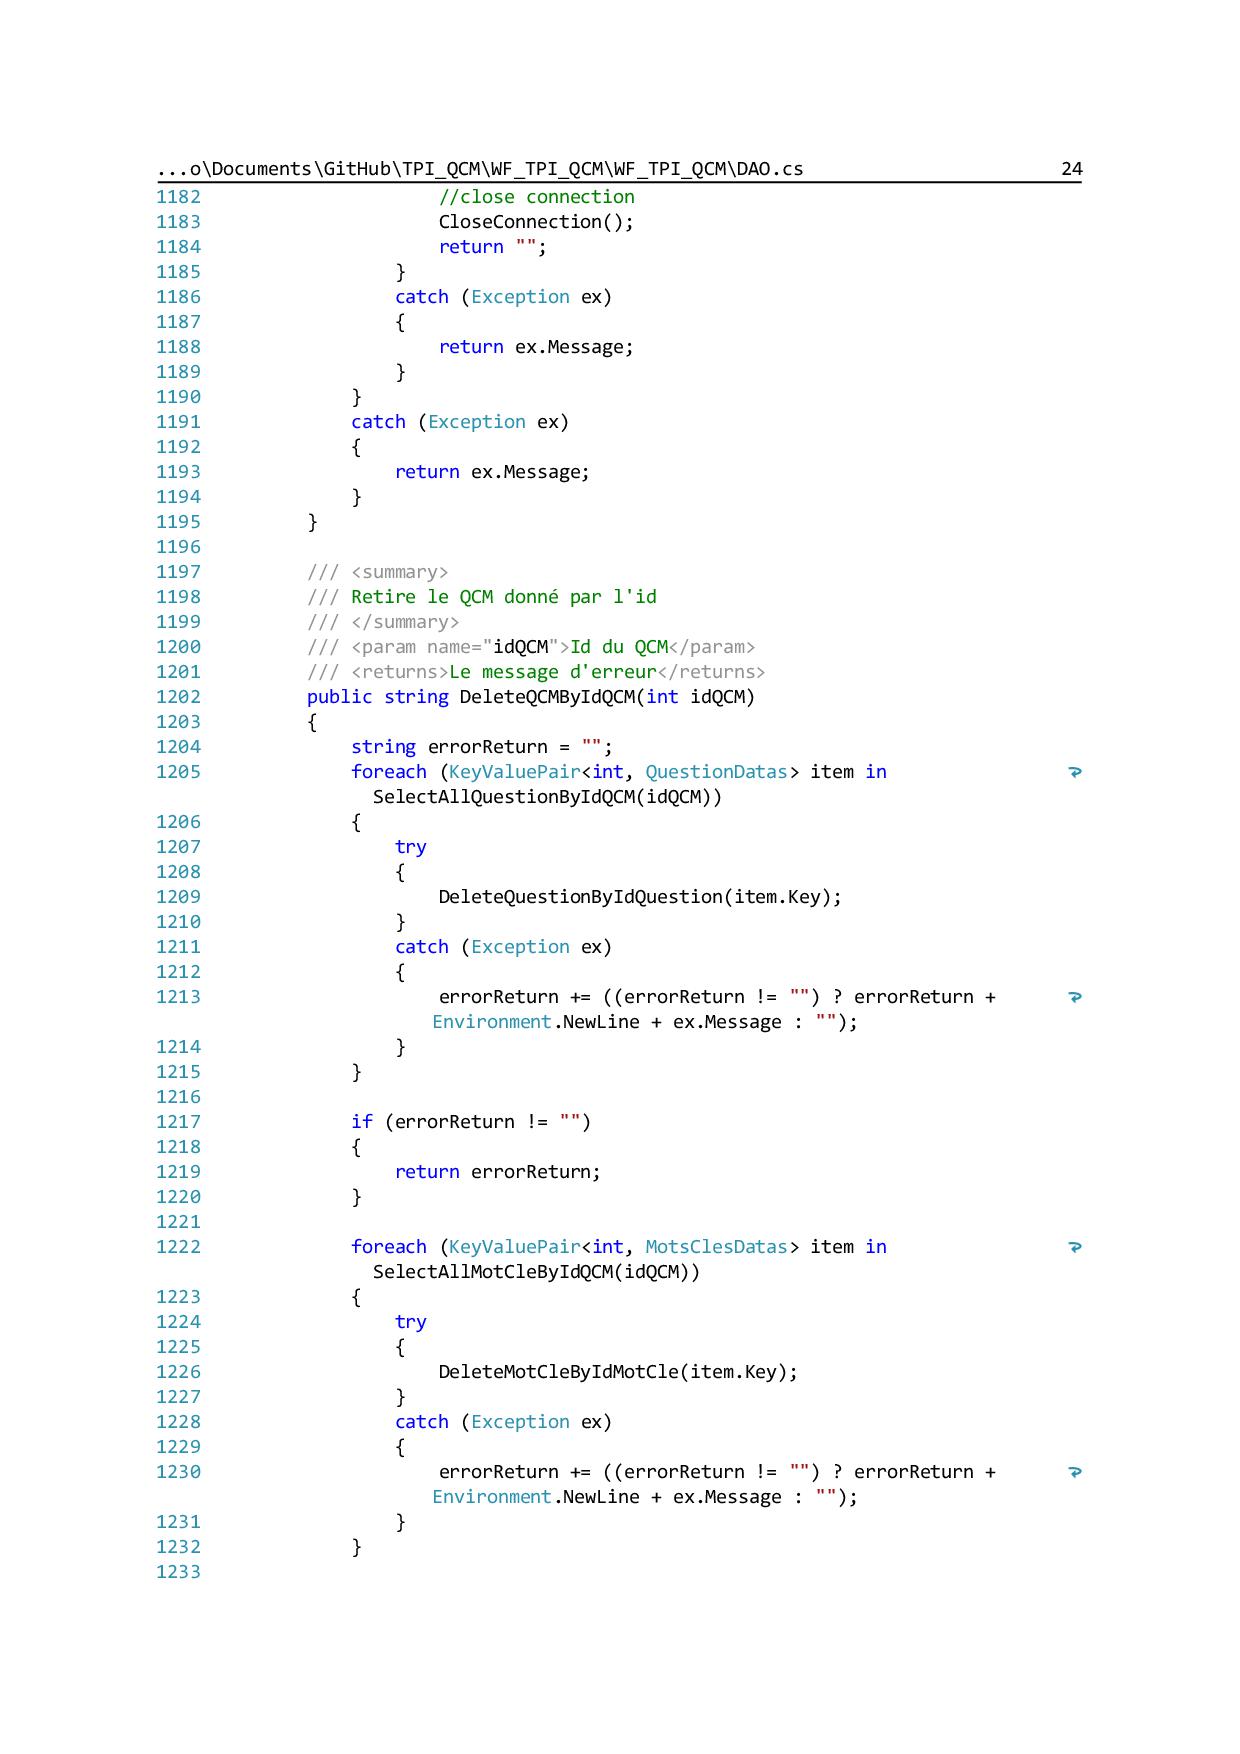 ...o\Documents\GitHub\TPI_QCM\WF_TPI_QCM\WF_TPI_QCM\DAO.cs 24
1182 //close connection
1183 CloseConnection();
1184 return "";
1185 }
1186 catch (Exception ex)
1187 {
1188 return ex.Message;
1189 }
1190 }
1191 catch (Exception ex)
1192 {
1193 return ex.Message;
1194 }
1195 }
1196
1197 /// <summary>
1198 /// Retire le QCM donné par l'id
1199 /// </summary>
1200 /// <param name="idQCM">Id du QCM</param>
1201 /// <returns>Le message d'erreur</returns>
1202 public string DeleteQCMByIdQCM(int idQCM)
1203 {
1204 string errorReturn = "";
1205 foreach (KeyValuePair<int, QuestionDatas> item in
SelectAllQuestionByIdQCM(idQCM))
1206 {
1207 try
1208 {
1209 DeleteQuestionByIdQuestion(item.Key);
1210 }
1211 catch (Exception ex)
1212 {
1213 errorReturn += ((errorReturn != "") ? errorReturn +
Environment.NewLine + ex.Message : "");
1214 }
1215 }
1216
1217 if (errorReturn != "")
1218 {
1219 return errorReturn;
1220 }
1221
1222 foreach (KeyValuePair<int, MotsClesDatas> item in
SelectAllMotCleByIdQCM(idQCM))
1223 {
1224 try
1225 {
1226 DeleteMotCleByIdMotCle(item.Key);
1227 }
1228 catch (Exception ex)
1229 {
1230 errorReturn += ((errorReturn != "") ? errorReturn +
Environment.NewLine + ex.Message : "");
1231 }
1232 }
1233